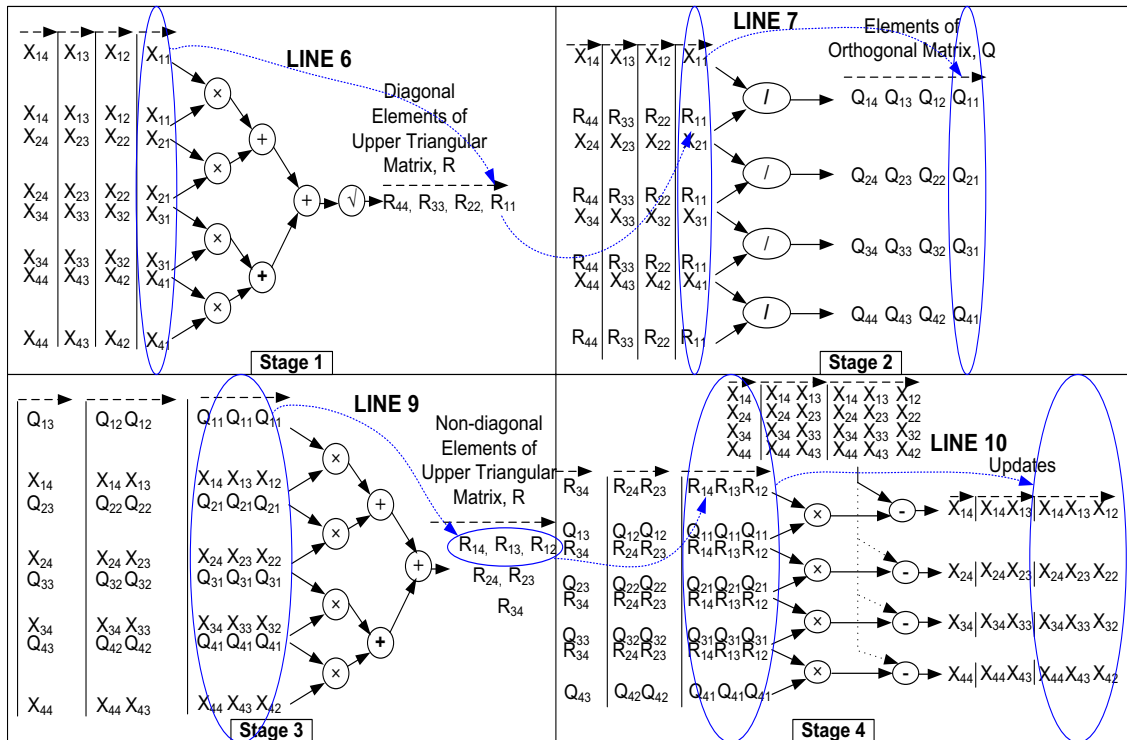 X14 X13 X12 X11
LINE 6
×
X14 X13 X12 X11
X24 X23 X22 X21
+
Diagonal
Elements of
Upper Triangular
Matrix, R
×
X24 X23 X22 X21
X34 X33 X32 X31
+ √ R44, R33, R22, R11
×
X34 X33 X32 X31
X44 X43 X42 X41
+
×
X44 X43 X42 X41
Stage 1
LINE 7
Elements of
Orthogonal Matrix, Q
X14 X13 X12 X11
/ Q14 Q13 Q12 Q11
R44 R33 R22 R11
X24 X23 X22 X21
/ Q24 Q23 Q22 Q21
R44 R33 R22 R11
X34 X33 X32 X31
/ Q34 Q33 Q32 Q31
R44 R33 R22 R11
X44 X43 X42 X41
/ Q44 Q43 Q42 Q41
R44 R33 R22 R11
Stage 2
LINE 9
Q13 Q12 Q12 Q11 Q11 Q11
Non-diagonal
Elements of
Upper Triangular
Matrix, R
×
X14 X14 X13 X14 X13 X12
Q23 Q22 Q22 Q21 Q21 Q21
+
×
X24 X24 X23 X24 X23 X22
Q33 Q32 Q32 Q31 Q31 Q31
+
R14, R13, R12
R24, R23
R34
×
X34 X34 X33 X34 X33 X32
Q43 Q42 Q42 Q41 Q41 Q41
+
×
X44 X44 X43 X44 X43 X42
Stage 3
X14 X14 X13 X14 X13 X12
X24 X24 X23 X24 X23 X22
X34 X34 X33 X34 X33 X32
X44 X44 X43 X44 X43 X42
LINE 10
Updates
R34 R24 R23 R14 R13 R12
× - X14 X14 X13 X14 X13 X12
Q13 Q12 Q12 Q11 Q11 Q11
R34 R24 R23 R14 R13 R12
× - X24 X24 X23 X24 X23 X22
Q23 Q22 Q22 Q21 Q21 Q21
R34 R24 R23 R14 R13 R12
× - X34 X34 X33 X34 X33 X32
Q33 Q32 Q32 Q31 Q31 Q31
R34 R24 R23 R14 R13 R12
× - X44 X44 X43 X44 X43 X42
Q43 Q42 Q42 Q41 Q41 Q41
Stage 4